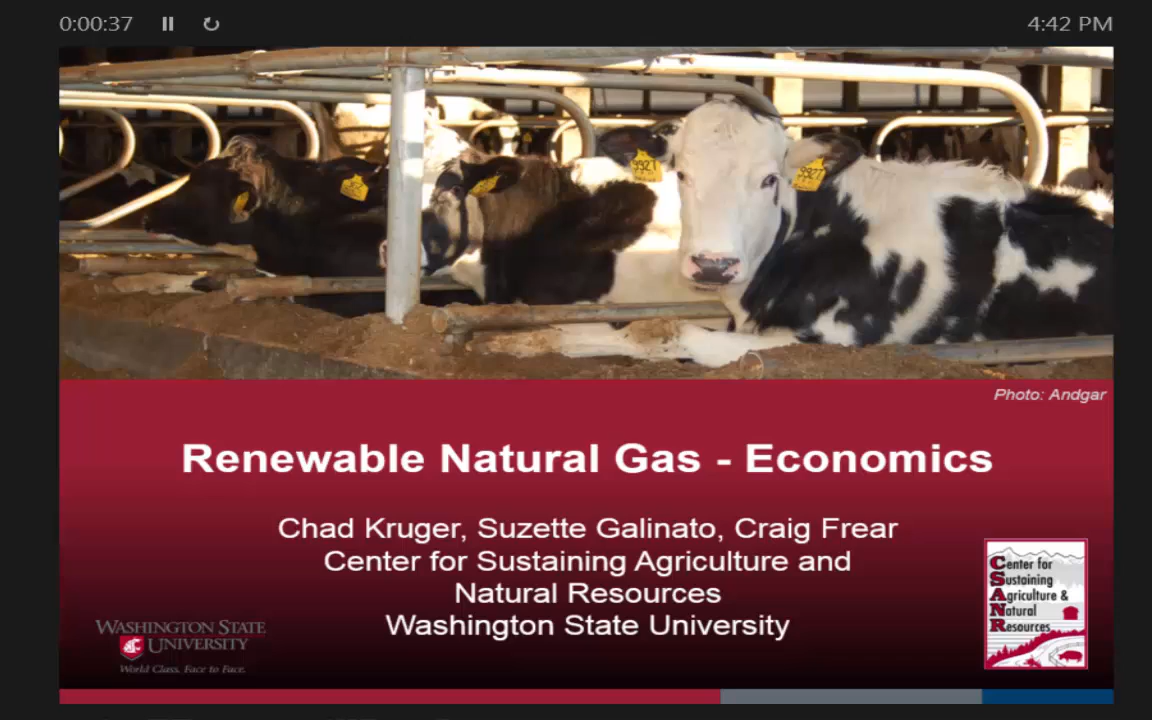 0:00:37
4:42 PM
9927
9927
Photo: Andgar
Renewable Natural Gas - Economics
Chad Kruger, Suzette Galinato, Craig Frear
Center for Sustaining Agriculture and
Natural Resources
Washington State University
WASHINGTON STATE
UNIVERSITY
World Class. Face to Face.
Center for
Sustaining
Agriculture &
Natural
Resources